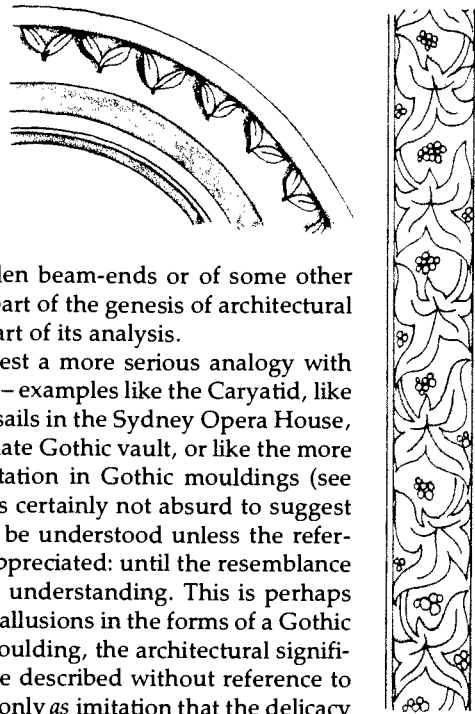 len beam-ends or of some other
part of the genesis of architectural
art of its analysis.
est a more serious analogy with
– examples like the Caryatid, like
sails in the Sydney Opera House,
ate Gothic vault, or like the more
tation in Gothic mouldings (see
s certainly not absurd to suggest
be understood unless the refer-
ppreciated: until the resemblance
understanding. This is perhaps
allusions in the forms of a Gothic
oulding, the architectural signifi-
e described without reference to
only as imitation that the delicacy